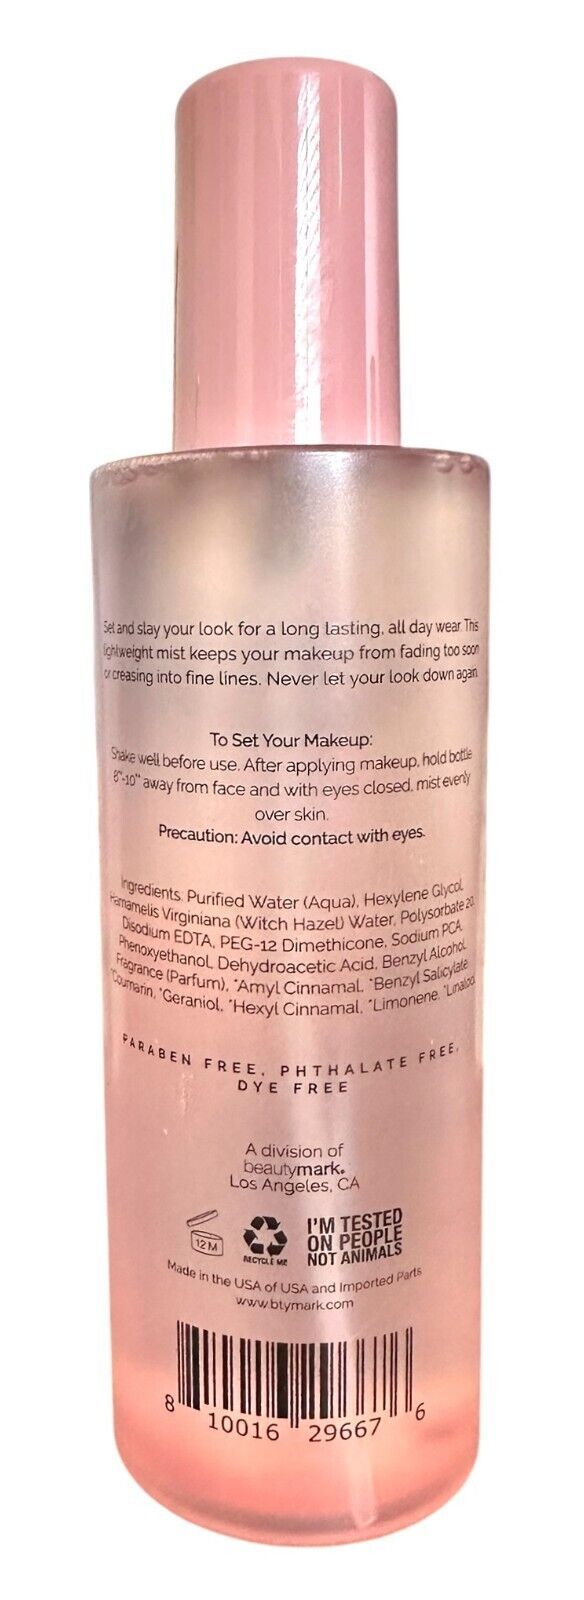 Set and stay your look for a long lasting, all day wear. This
lightweight mist keeps your makeup from fading too soon
or creasing into fine lines. Never let your look down again.
To Set Your Makeup:
Shake well before use. After applying makeup, hold bottle
8"-10" away from face and with eyes closed, mist evenly
over skin.
Precaution: Avoid contact with eyes.
Ingredients: Purified Water (Aqua), Hexylene Glycol,
Hamamelis Virginiana (Witch Hazel) Water, Polysorbate 20,
Disodium EDTA, PEG-12 Dimethicone, Sodium PCA,
Phenoxyethanol, Dehydroacetic Acid, Benzyl Alcohol,
Fragrance (Parfum), *Amyl Cinnamal, *Benzyl Salicylate,
*Coumarin, *Geraniol, *Hexyl Cinnamal, *Limonene, *Linalool
PARABEN FREE, PHTHALATE FREE,
DYE FREE
A division of
beautymark.
Los Angeles, CA
12M
RECYCLE ME
I'M TESTED
ON PEOPLE
NOT ANIMALS
Made in the USA of USA and Imported Parts
www.btymark.com
8 10016 29667 6